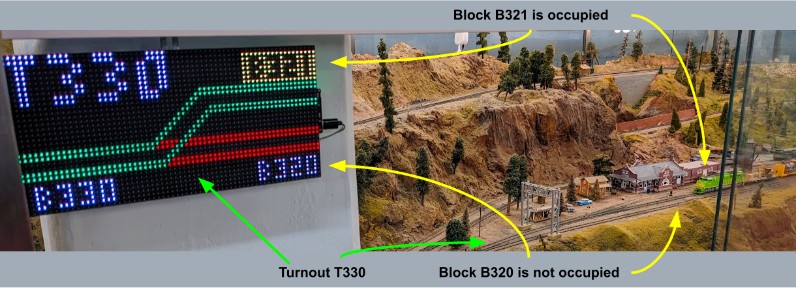 Block B321 is occupied
T330
B321
B330
B320
Turnout T330
Block B320 is not occupied